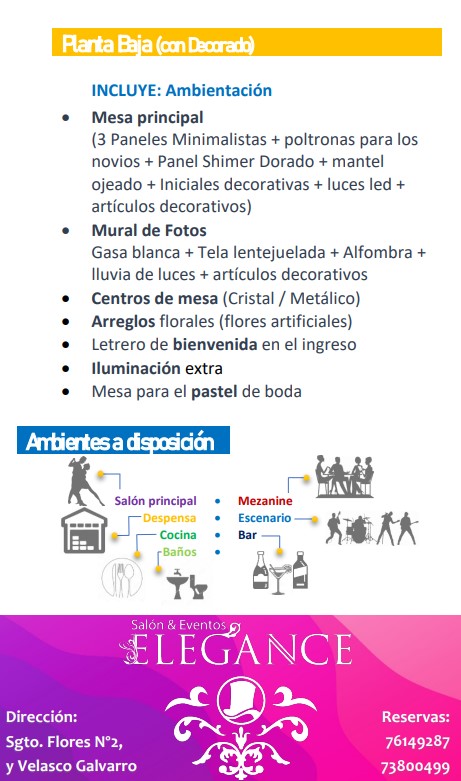 Planta Baja (con Decorado)
INCLUYE: Ambientación
• Mesa principal
(3 Paneles Minimalistas + poltronas para los
novios + Panel Shimer Dorado + mantel
ojeado + Iniciales decorativas + luces led +
artículos decorativos)
• Mural de Fotos
Gasa blanca + Tela lentejuelada + Alfombra +
lluvia de luces + artículos decorativos
• Centros de mesa (Cristal / Metálico)
• Arreglos florales (flores artificiales)
• Letrero de bienvenida en el ingreso
• Iluminación extra
• Mesa para el pastel de boda
Ambientes a disposición
Salón principal •
Despensa •
Cocina •
Baños •
• Mezanine
• Escenario
• Bar
Salón & Eventos
ELEGANCE
Dirección:
Sgto. Flores N°2,
y Velasco Galvarro
Reservas:
76149287
73800499